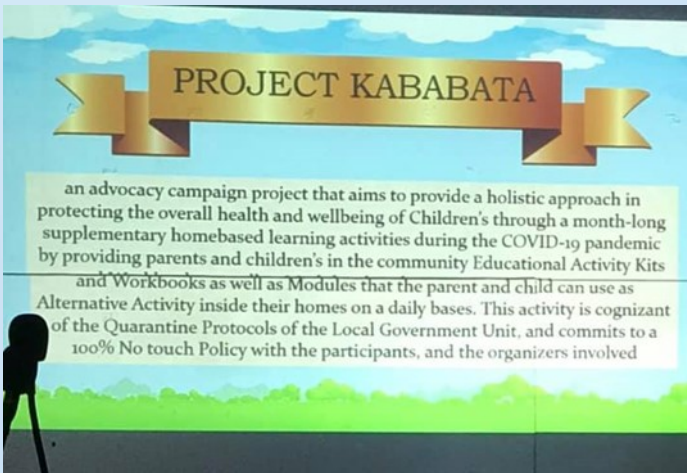 PROJECT KABABATA
an advocacy campaign project that aims to provide a holistic approach in
protecting the overall health and wellbeing of Children's through a month-long
supplementary homebased learning activities during the COVID-19 pandemic
by providing parents and children's in the community Educational Activity Kits
and Workbooks as well as Modules that the parent and child can use as
Alternative Activity inside their homes on a daily bases. This activity is cognizant
of the Quarantine Protocols of the Local Government Unit, and commits to a
100% No touch Policy with the participants, and the organizers involved